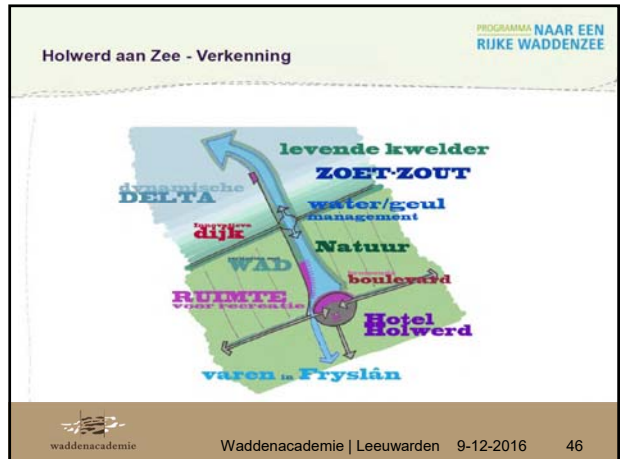 PROGRAMMA NAAR EEN
RIJKE WADDENZEE
Holwerd aan Zee - Verkenning
levende kwelder
ZOET-ZOUT
dynamische
DELTA
water/geul
management
dijk
Natuur
WAD
boulevard
RUIMTE
voor recreatie
Hotel
Holwerd
varen in Fryslân
waddenacademie
Waddenacademie | Leeuwarden 9-12-2016 46